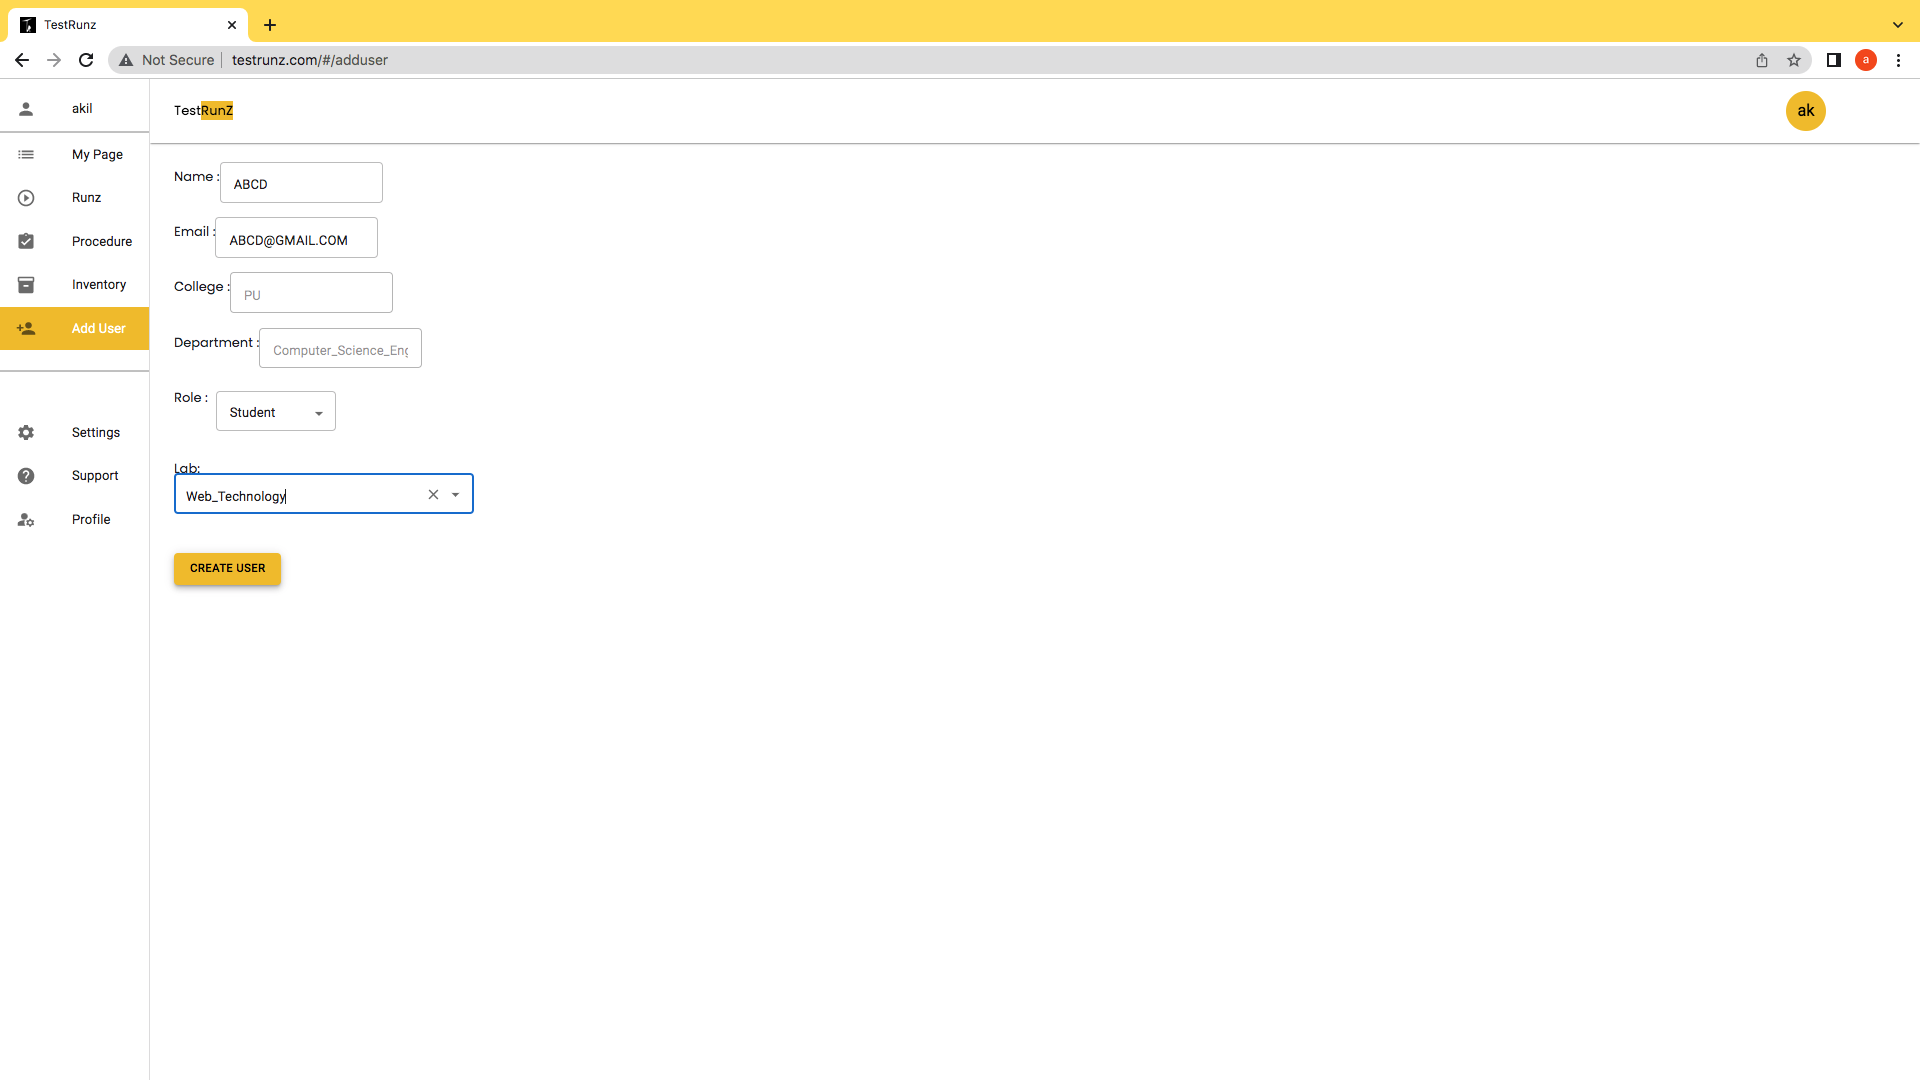 TestRunz
Not Secure
testrunz.com/#/adduser
a
akil
My Page
Runz
Procedure
Inventory
Add User
Settings
Support
Profile
TestRunZ
ak
Name :
ABCD
Email :
ABCD@GMAIL.COM
College :
PU
Department :
Computer_Science_Eng
Role :
Student
Lab:
Web_Technology
CREATE USER